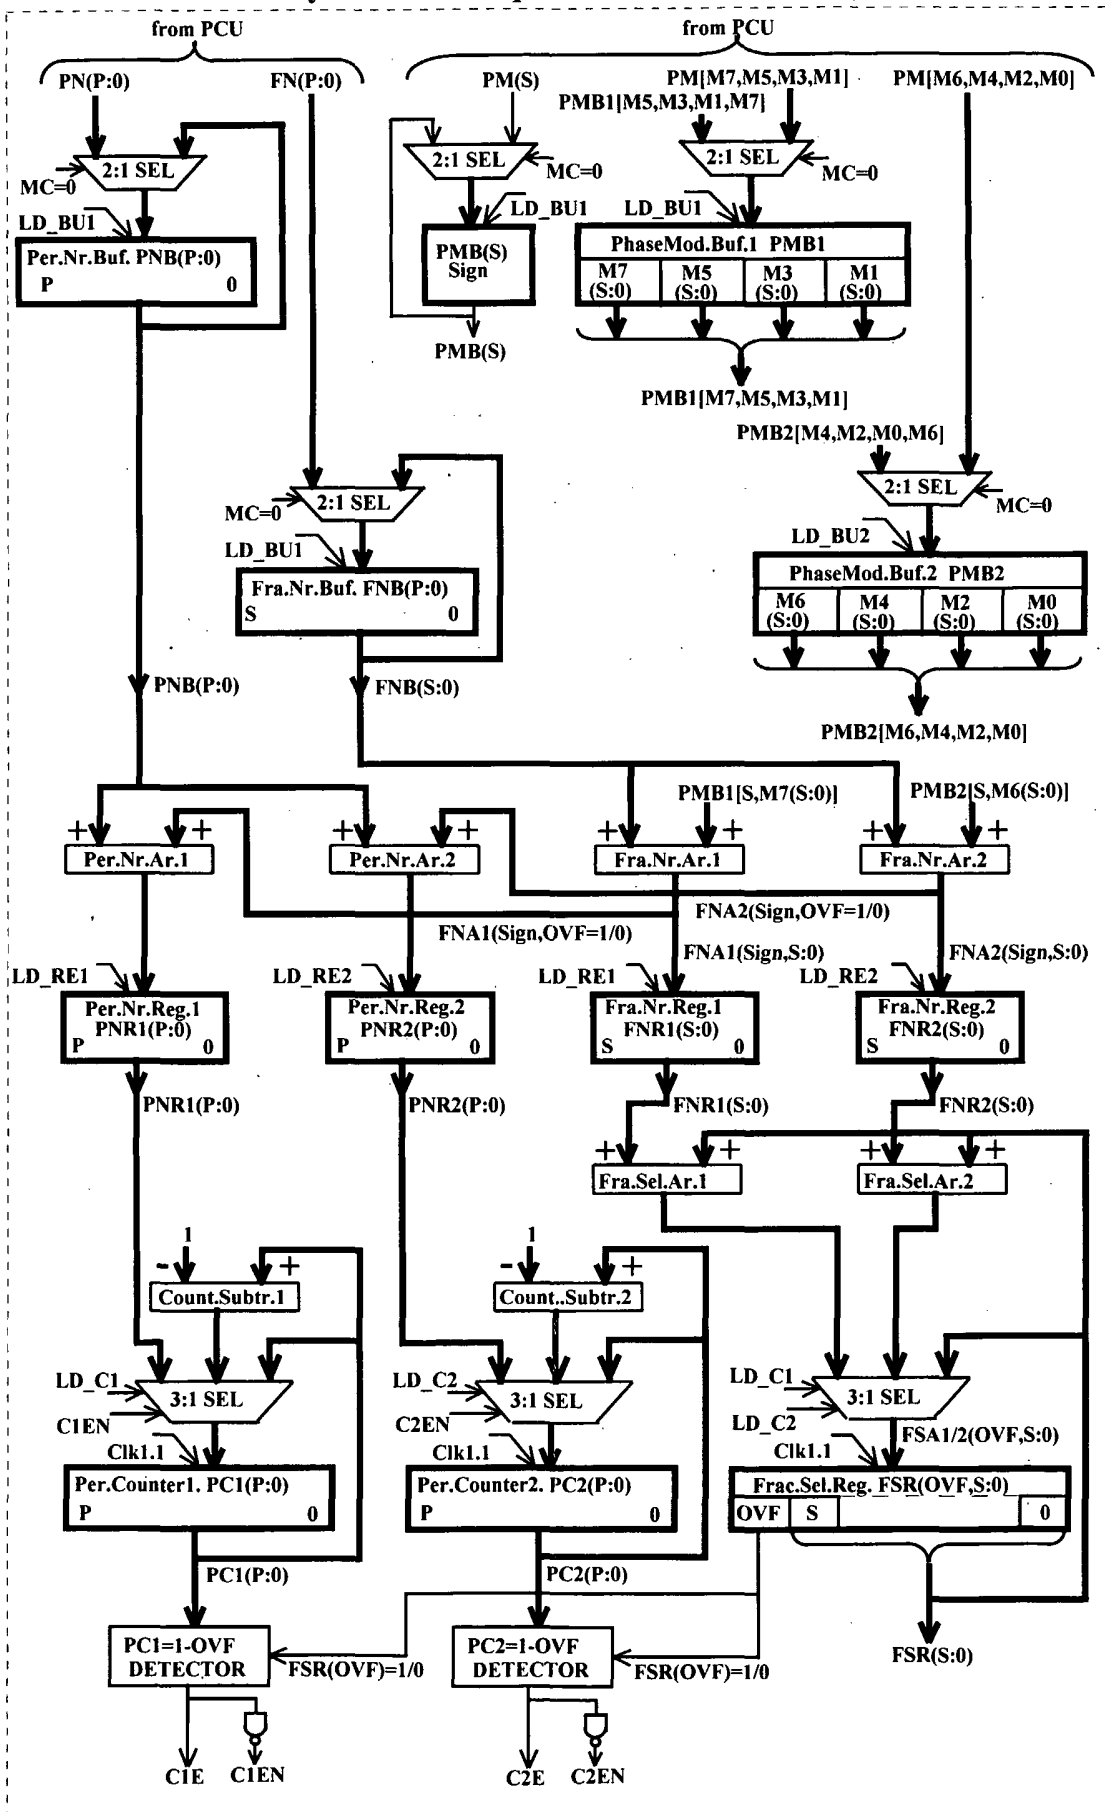 from PCU
from PCU
PN(P:0)
FN(P:0)
PM(S)
PM[M7,M5,M3,M1]
PM[M6,M4,M2,M0]
PMB1[M5,M3,M1,M7]
2:1 SEL
MC=0
2:1 SEL
MC=0
2:1 SEL
MC=0
LD_BU1
LD_BU1
LD_BU1
Per.Nr.Buf. PNB(P:0)
P 0
PMB(S)
Sign
PhaseMod.Buf.1 PMB1
M7 M5 M3 M1
(S:0) (S:0) (S:0) (S:0)
PMB(S)
PMB1[M7,M5,M3,M1]
PMB2[M4,M2,M0,M6]
2:1 SEL
MC=0
2:1 SEL
MC=0
LD_BU1
LD_BU2
Fra.Nr.Buf. FNB(P:0)
S 0
PhaseMod.Buf.2 PMB2
M6 M4 M2 M0
(S:0) (S:0) (S:0) (S:0)
PNB(P:0)
FNB(S:0)
PMB2[M6,M4,M2,M0]
PMB1[S,M7(S:0)]
PMB2[S,M6(S:0)]
+ + + + + + + +
Per.Nr.Ar.1
Per.Nr.Ar.2
Fra.Nr.Ar.1
Fra.Nr.Ar.2
FNA1(Sign,OVF=1/0)
FNA2(Sign,OVF=1/0)
FNA1(Sign,S:0)
FNA2(Sign,S:0)
LD_RE1
LD_RE2
LD_RE1
LD_RE2
Per.Nr.Reg.1
PNR1(P:0)
P 0
Per.Nr.Reg.2
PNR2(P:0)
P 0
Fra.Nr.Reg.1
FNR1(S:0)
S 0
Fra.Nr.Reg.2
FNR2(S:0)
S 0
PNR1(P:0)
PNR2(P:0)
FNR1(S:0)
FNR2(S:0)
+ + + +
Fra.Sel.Ar.1
Fra.Sel.Ar.2
1
- +
Count.Subtr.1
1
- +
Count..Subtr.2
LD_C1
C1EN
3:1 SEL
LD_C2
C2EN
3:1 SEL
LD_C1
LD_C2
3:1 SEL
Clk1.1
Clk1.1
Clk1.1
FSA1/2(OVF,S:0)
Per.Counter1. PC1(P:0)
P 0
Per.Counter2. PC2(P:0)
P 0
Frac.Sel.Reg. FSR(OVF,S:0)
OVF S 0
PC1(P:0)
PC2(P:0)
PC1=1-OVF
DETECTOR
FSR(OVF)=1/0
PC2=1-OVF
DETECTOR
FSR(OVF)=1/0
FSR(S:0)
C1E
C1EN
C2E
C2EN